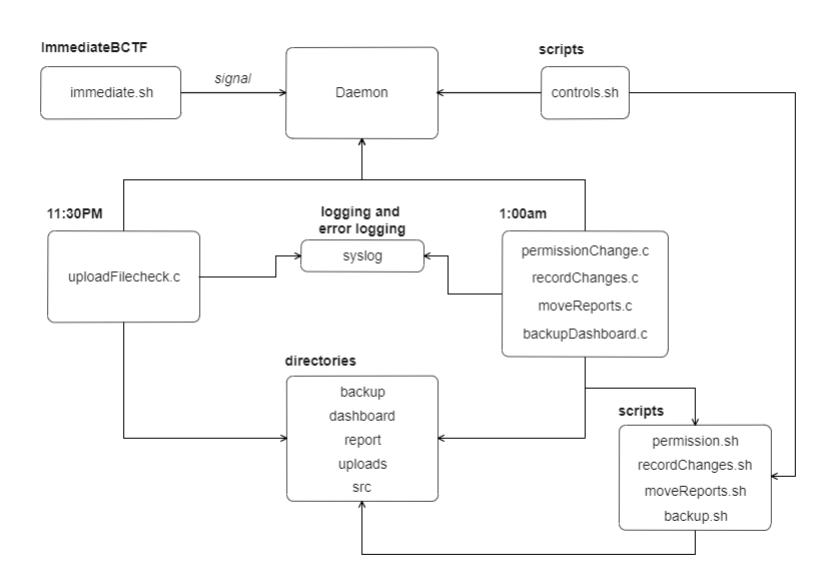 ImmediateBCTF
immediate.sh
signal
Daemon
scripts
controls.sh
11:30PM
uploadFilecheck.c
logging and
error logging
syslog
1:00am
permissionChange.c
recordChanges.c
moveReports.c
backupDashboard.c
directories
backup
dashboard
report
uploads
src
scripts
permission.sh
recordChanges.sh
moveReports.sh
backup.sh